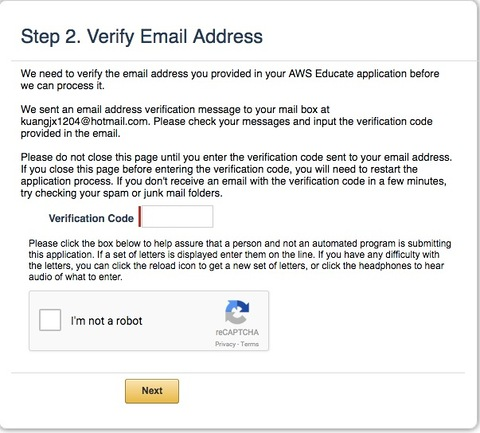 Step 2. Verify Email Address
We need to verify the email address you provided in your AWS Educate application before
we can process it.
We sent an email address verification message to your mail box at
kuangjx1204@hotmail.com. Please check your messages and input the verification code
provided in the email.
Please do not close this page until you enter the verification code sent to your email address.
If you close this page before entering the verification code, you will need to restart the
application process. If you don't receive an email with the verification code in a few minutes,
try checking your spam or junk mail folders.
Verification Code
Please click the box below to help assure that a person and not an automated program is submitting
this application. If a set of letters is displayed enter them on the line. If you have any difficulty with
the letters, you can click the reload icon to get a new set of letters, or click the headphones to hear
audio of what to enter.
I'm not a robot
reCAPTCHA
Privacy - Terms
Next